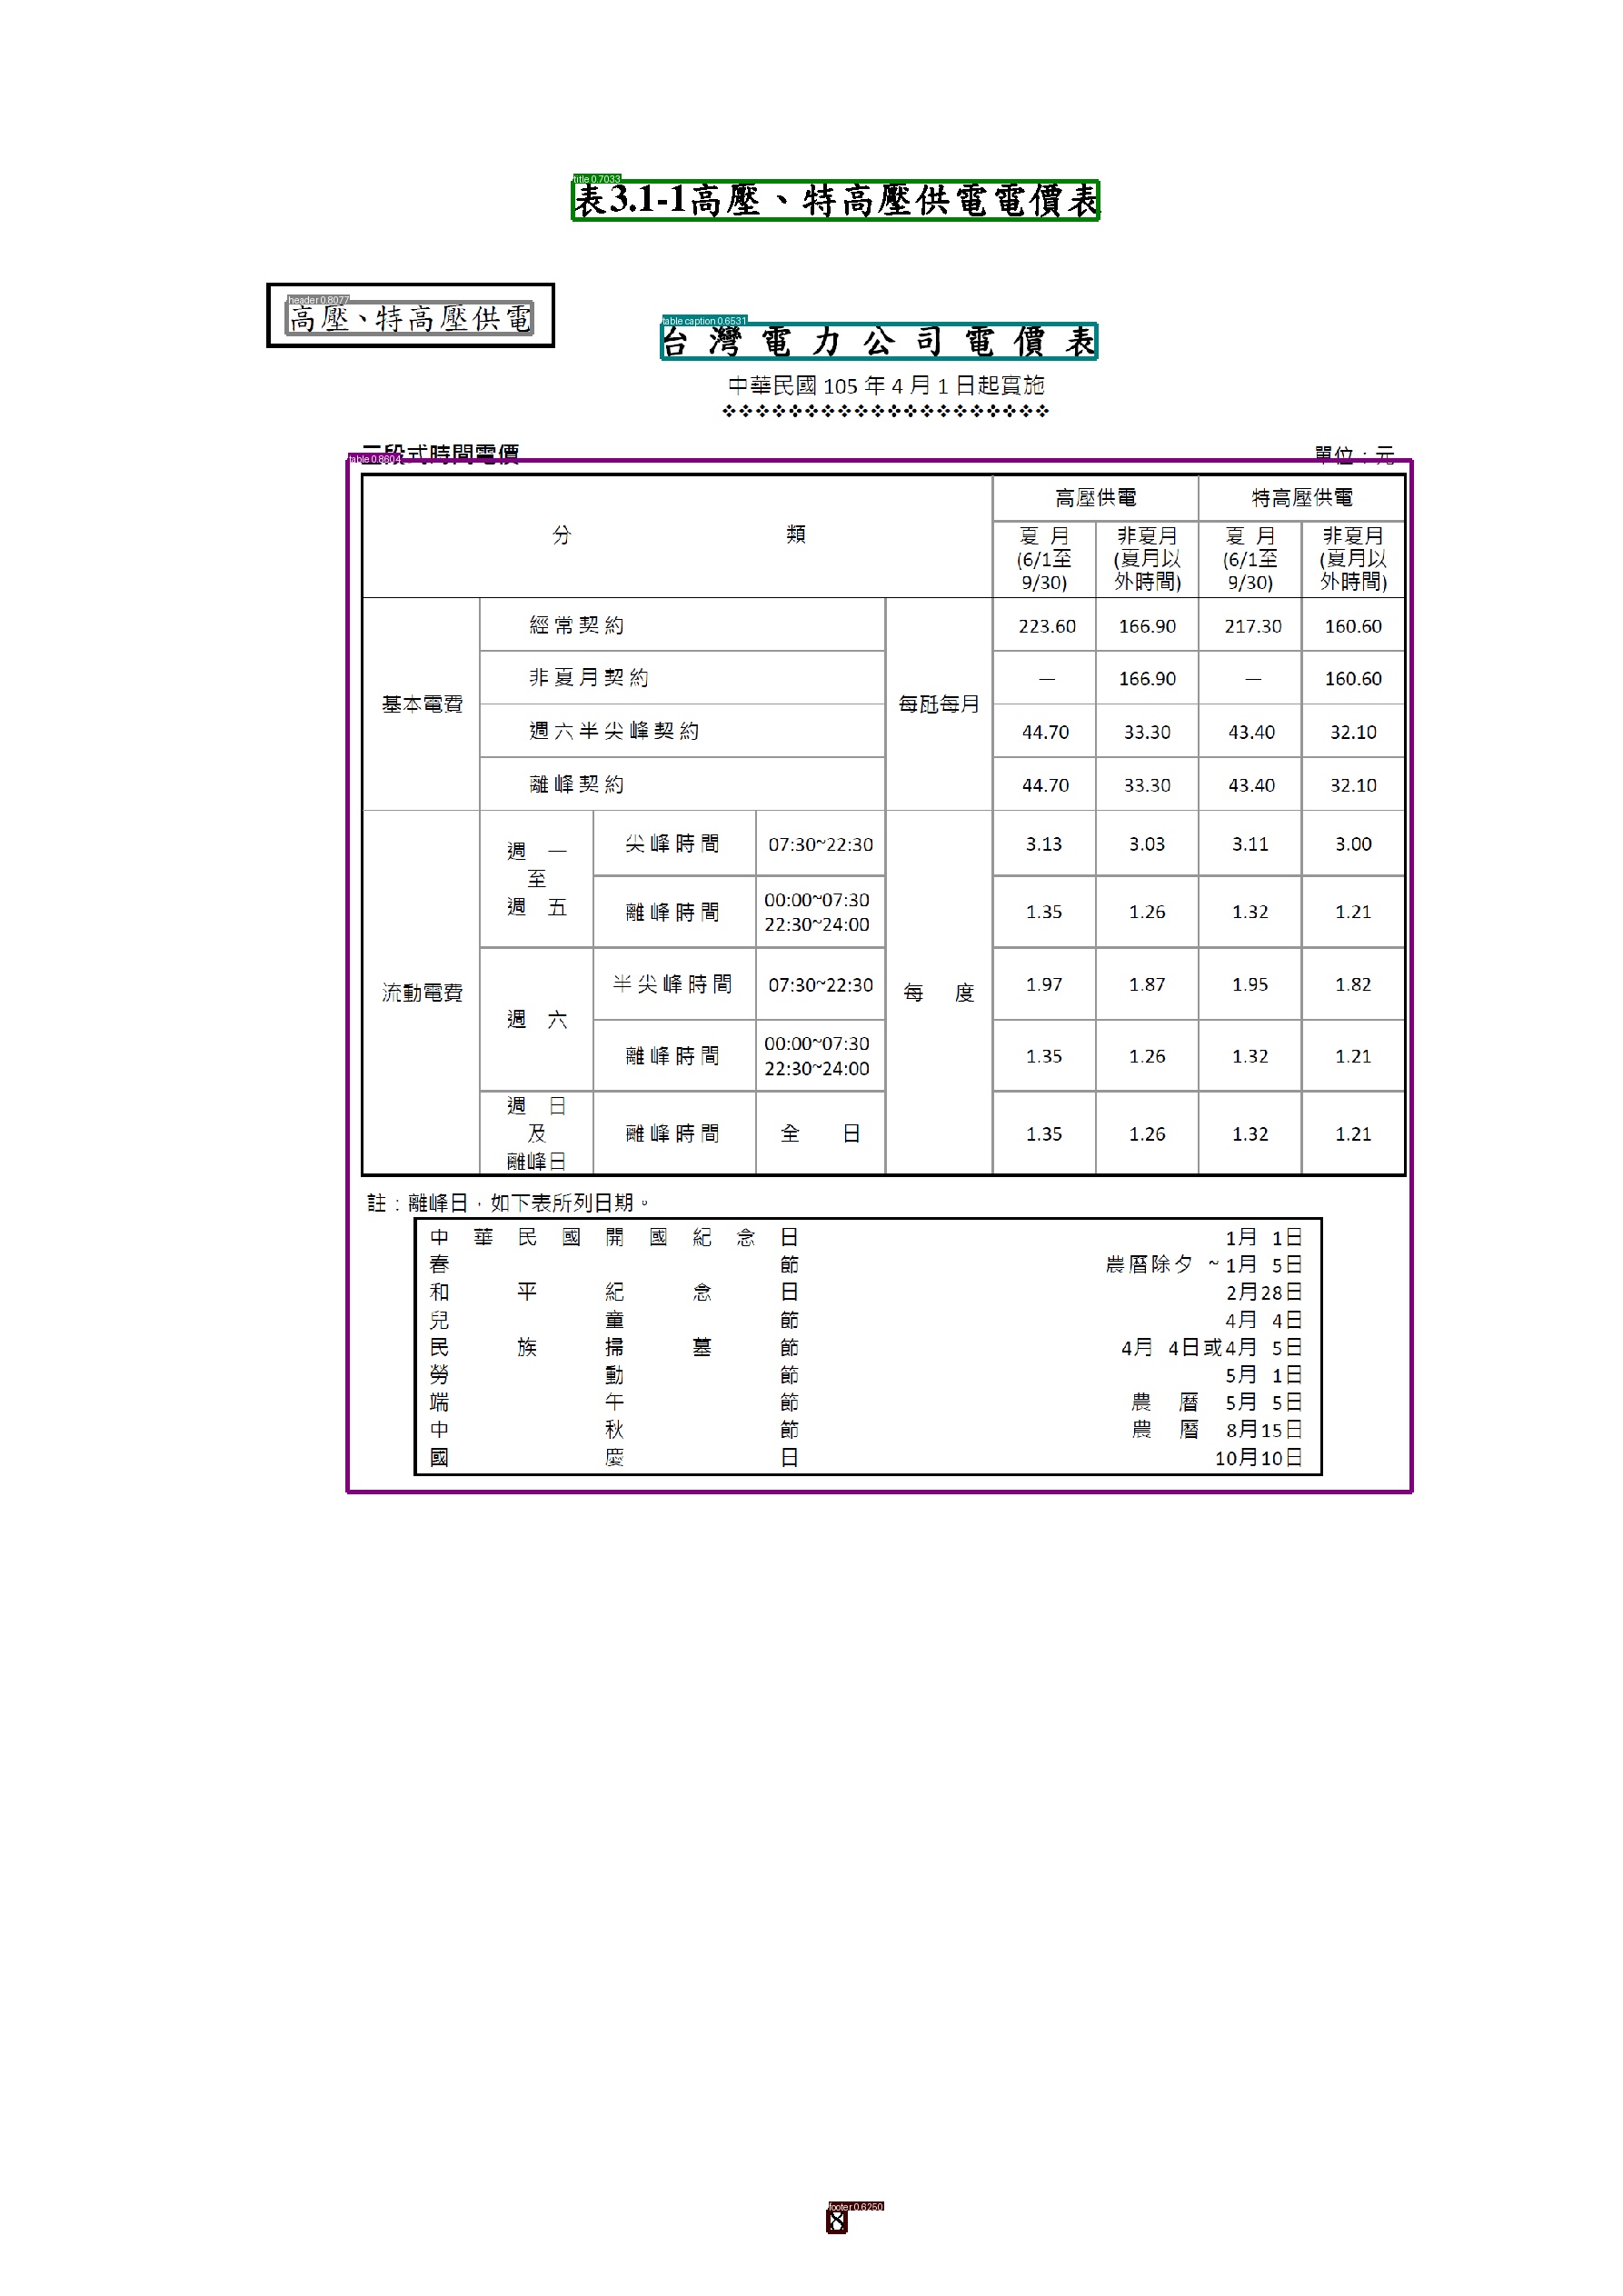 title 0.7033
表3.1-1高壓、特高壓供電電價表
header 0.8077
高壓、特高壓供電
table caption 0.6531
台灣電力公司電價表
中華民國 105 年 4 月 1 日起實施
❖❖❖❖❖❖❖❖❖❖❖❖❖❖❖❖❖❖❖❖
段式時間電價 單位：元
table 0.8604
分 類 高壓供電 特高壓供電
夏 月 非夏月 夏 月 非夏月
(6/1至 (夏月以 (6/1至 (夏月以
9/30) 外時間) 9/30) 外時間)
基本電費 每瓩每月
經常契約 223.60 166.90 217.30 160.60
非夏月契約 — 166.90 — 160.60
週六半尖峰契約 44.70 33.30 43.40 32.10
離峰契約 44.70 33.30 43.40 32.10
流動電費 每 度
週 一
至
週 五
尖峰時間 07:30~22:30 3.13 3.03 3.11 3.00
離峰時間 00:00~07:30 1.35 1.26 1.32 1.21
22:30~24:00
週 六
半尖峰時間 07:30~22:30 1.97 1.87 1.95 1.82
離峰時間 00:00~07:30 1.35 1.26 1.32 1.21
22:30~24:00
週 日
及
離峰日
離峰時間 全 日 1.35 1.26 1.32 1.21
註：離峰日，如下表所列日期。
中華民國開國紀念日 1月 1日
春節 農曆除夕 ~1月 5日
和平紀念日 2月28日
兒童節 4月 4日
民族掃墓節 4月 4日或4月 5日
勞動節 5月 1日
端午節 農 曆 5月 5日
中秋節 農 曆 8月15日
國慶日 10月10日
footer 0.6250
8